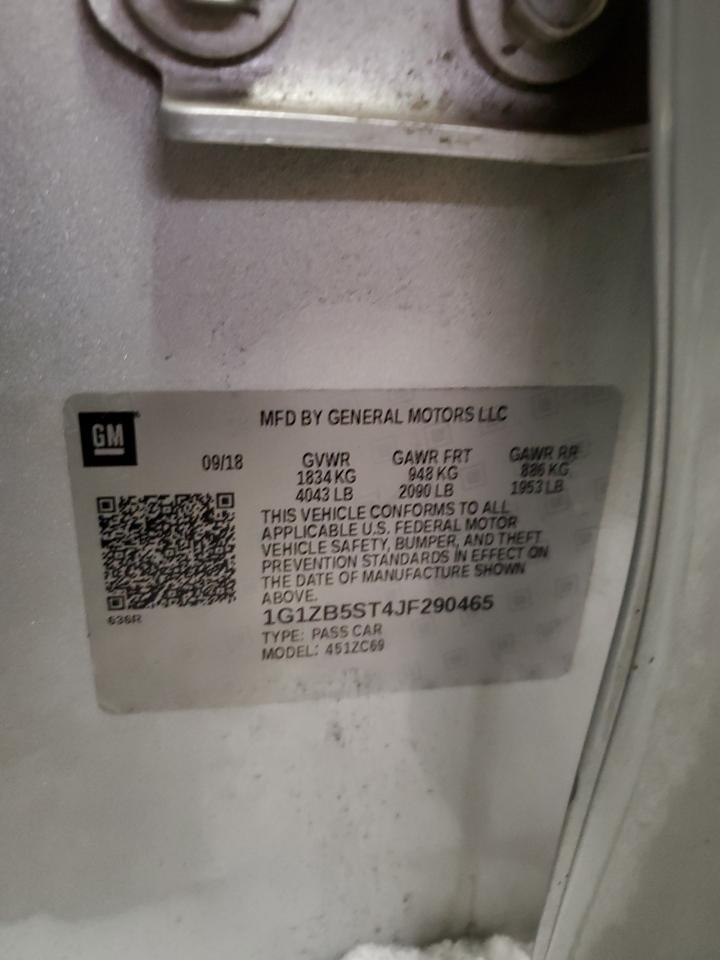 GM
MFD BY GENERAL MOTORS LLC
09/18 GVWR GAWR FRT GAWR RR
1834 KG 948 KG 886 KG
4043 LB 2090 LB 1953 LB
THIS VEHICLE CONFORMS TO ALL
APPLICABLE U.S. FEDERAL MOTOR
VEHICLE SAFETY, BUMPER, AND THEFT
PREVENTION STANDARDS IN EFFECT ON
THE DATE OF MANUFACTURE SHOWN
ABOVE.
1G1ZB5ST4JF290465
636R
TYPE: PASS CAR
MODEL: 451ZC69